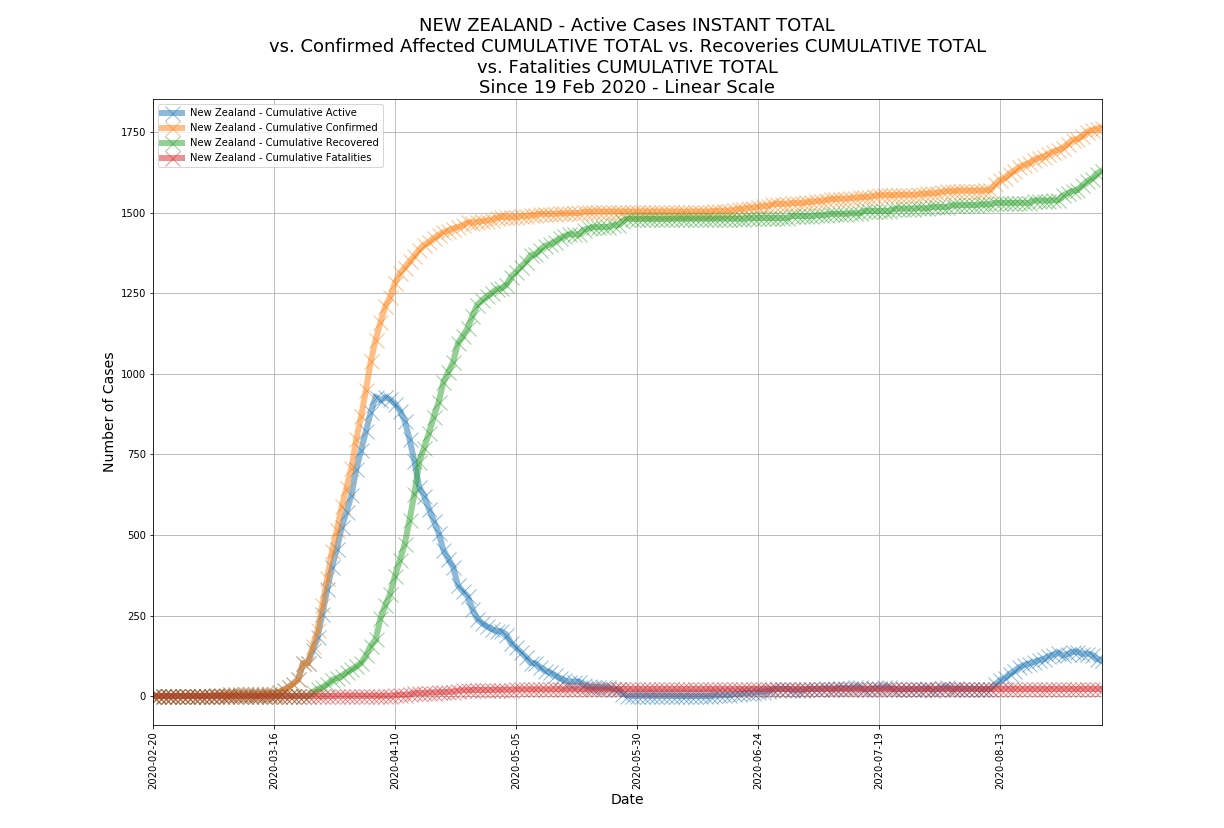 NEW ZEALAND - Active Cases INSTANT TOTAL
vs. Confirmed Affected CUMULATIVE TOTAL vs. Recoveries CUMULATIVE TOTAL
vs. Fatalities CUMULATIVE TOTAL
Since 19 Feb 2020 - Linear Scale
New Zealand - Cumulative Active
New Zealand - Cumulative Confirmed
New Zealand - Cumulative Recovered
New Zealand - Cumulative Fatalities
Number of Cases
1750
1500
1250
1000
750
500
250
0
2020-02-20
2020-03-16
2020-04-10
2020-05-05
2020-05-30
2020-06-24
2020-07-19
2020-08-13
Date